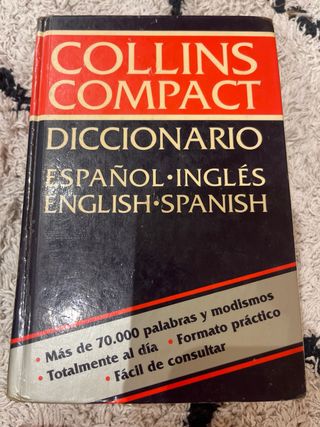 COLLINS
COMPACT
DICCIONARIO
ESPAÑOL·INGLÉS
ENGLISH·SPANISH
• Más de 70.000 palabras y modismos
• Totalmente al día • Formato práctico
• Fácil de consultar